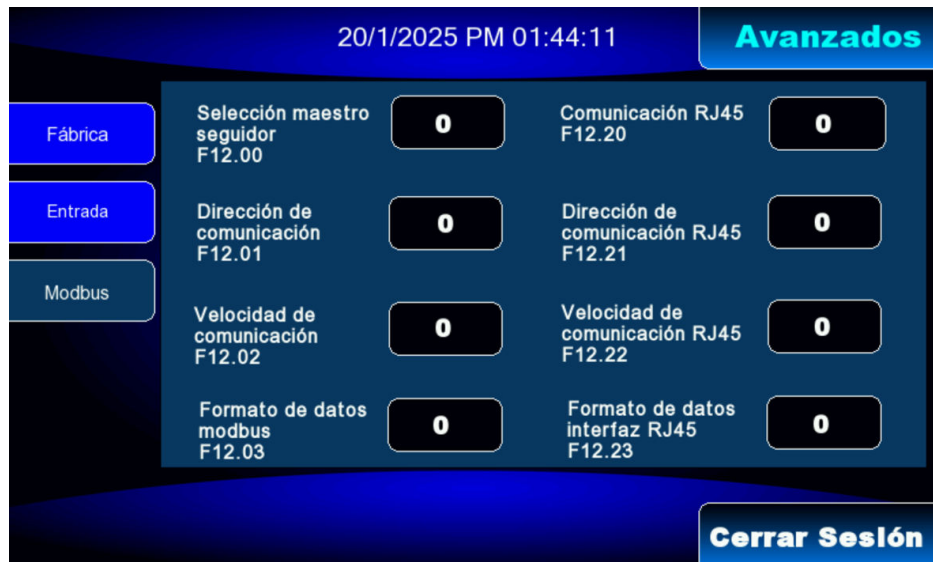 20/1/2025 PM 01:44:11
Avanzados
Fábrica
Entrada
Modbus
Selección maestro
seguidor
F12.00
0
Dirección de
comunicación
F12.01
0
Velocidad de
comunicación
F12.02
0
Formato de datos
modbus
F12.03
0
Comunicación RJ45
F12.20
0
Dirección de
comunicación RJ45
F12.21
0
Velocidad de
comunicación RJ45
F12.22
0
Formato de datos
interfaz RJ45
F12.23
0
Cerrar Sesión